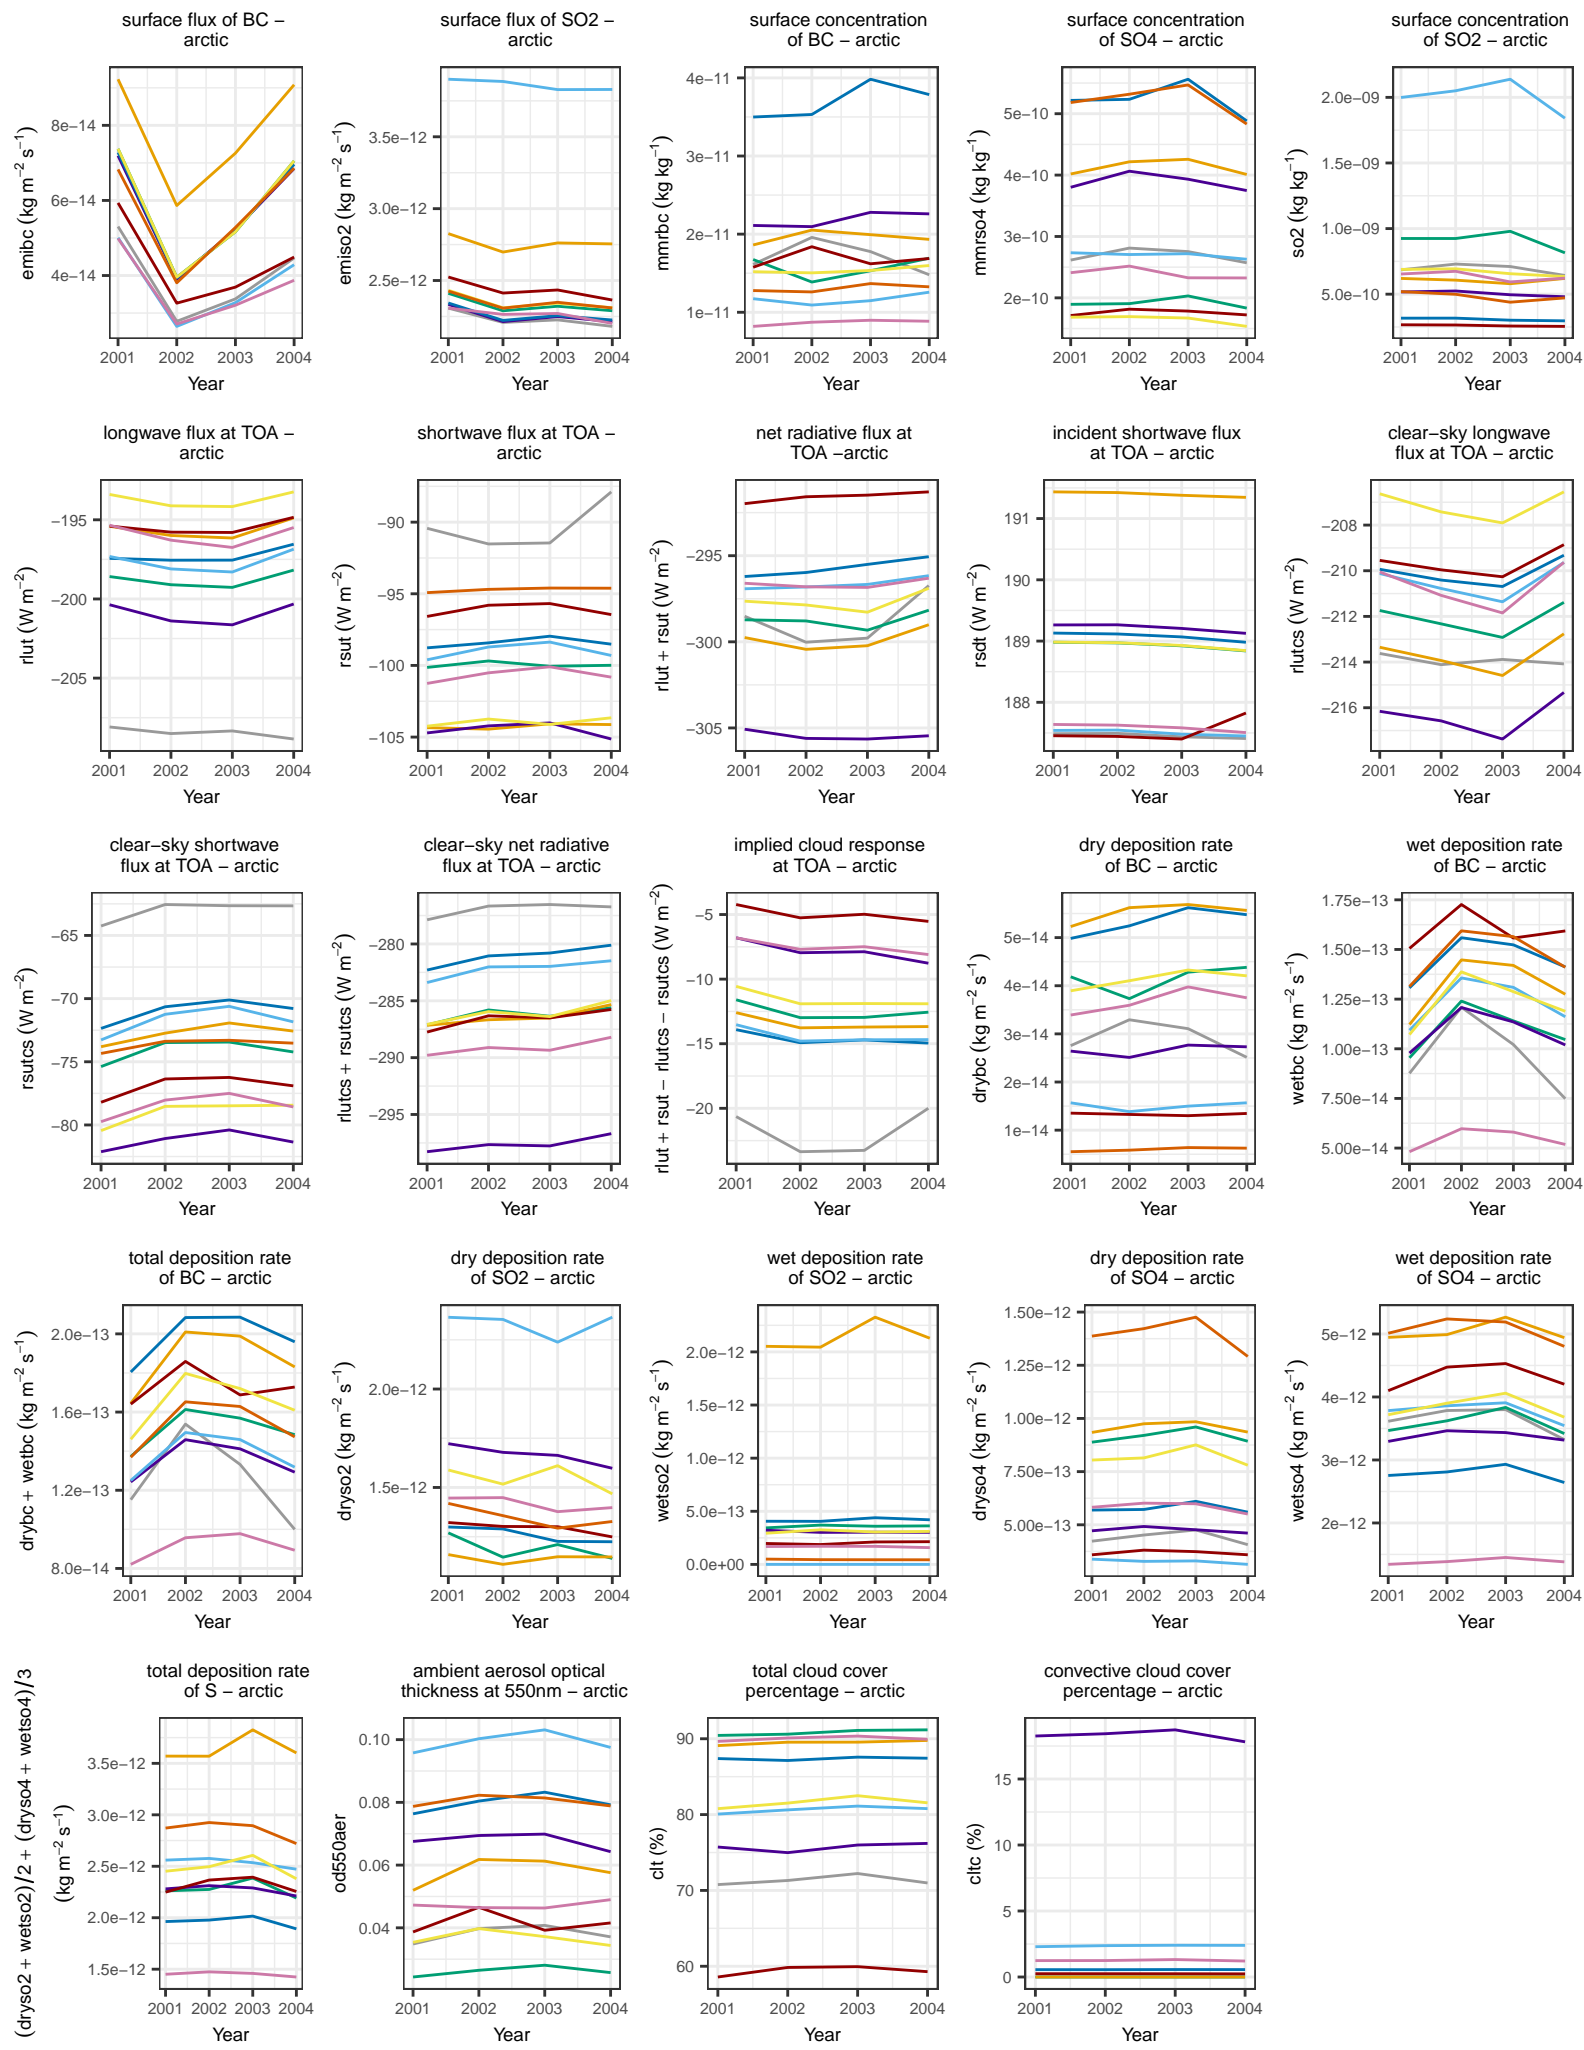 surface flux of BC −
arctic
surface flux of SO2 −
arctic
surface concentration
of BC − arctic
surface concentration
of SO4 − arctic
surface concentration
of SO2 − arctic
emibc (kg m−2 s−1)
8e−14
6e−14
4e−14
2001 2002 2003 2004
Year
emiso2 (kg m−2 s−1)
3.5e−12
3.0e−12
2.5e−12
2001 2002 2003 2004
Year
mmrbc (kg kg−1)
4e−11
3e−11
2e−11
1e−11
2001 2002 2003 2004
Year
mmrso4 (kg kg−1)
5e−10
4e−10
3e−10
2e−10
2001 2002 2003 2004
Year
so2 (kg kg−1)
2.0e−09
1.5e−09
1.0e−09
5.0e−10
2001 2002 2003 2004
Year
longwave flux at TOA −
arctic
shortwave flux at TOA −
arctic
net radiative flux at
TOA −arctic
incident shortwave flux
at TOA − arctic
clear−sky longwave
flux at TOA − arctic
rlut (W m−2)
−195
−200
−205
2001 2002 2003 2004
Year
rsut (W m−2)
−90
−95
−100
−105
2001 2002 2003 2004
Year
rlut + rsut (W m−2)
−295
−300
−305
2001 2002 2003 2004
Year
rsdt (W m−2)
191
190
189
188
2001 2002 2003 2004
Year
rlutcs (W m−2)
−208
−210
−212
−214
−216
2001 2002 2003 2004
Year
clear−sky shortwave
flux at TOA − arctic
clear−sky net radiative
flux at TOA − arctic
implied cloud response
at TOA − arctic
dry deposition rate
of BC − arctic
wet deposition rate
of BC − arctic
rsutcs (W m−2)
−65
−70
−75
−80
2001 2002 2003 2004
Year
rlutcs + rsutcs (W m−2)
−280
−285
−290
−295
2001 2002 2003 2004
Year
rlut + rsut − rlutcs − rsutcs (W m−2)
−5
−10
−15
−20
2001 2002 2003 2004
Year
drybc (kg m−2 s−1)
5e−14
4e−14
3e−14
2e−14
1e−14
2001 2002 2003 2004
Year
wetbc (kg m−2 s−1)
1.75e−13
1.50e−13
1.25e−13
1.00e−13
7.50e−14
5.00e−14
2001 2002 2003 2004
Year
total deposition rate
of BC − arctic
dry deposition rate
of SO2 − arctic
wet deposition rate
of SO2 − arctic
dry deposition rate
of SO4 − arctic
wet deposition rate
of SO4 − arctic
drybc + wetbc (kg m−2 s−1)
2.0e−13
1.6e−13
1.2e−13
8.0e−14
2001 2002 2003 2004
Year
dryso2 (kg m−2 s−1)
2.0e−12
1.5e−12
2001 2002 2003 2004
Year
wetso2 (kg m−2 s−1)
2.0e−12
1.5e−12
1.0e−12
5.0e−13
0.0e+00
2001 2002 2003 2004
Year
dryso4 (kg m−2 s−1)
1.50e−12
1.25e−12
1.00e−12
7.50e−13
5.00e−13
2001 2002 2003 2004
Year
wetso4 (kg m−2 s−1)
5e−12
4e−12
3e−12
2e−12
2001 2002 2003 2004
Year
total deposition rate
of S − arctic
ambient aerosol optical
thickness at 550nm − arctic
total cloud cover
percentage − arctic
convective cloud cover
percentage − arctic
(dryso2 + wetso2)/2 + (dryso4 + wetso4)/3
(kg m−2 s−1)
3.5e−12
3.0e−12
2.5e−12
2.0e−12
1.5e−12
2001 2002 2003 2004
Year
od550aer
0.10
0.08
0.06
0.04
2001 2002 2003 2004
Year
clt (%)
90
80
70
60
2001 2002 2003 2004
Year
cltc (%)
15
10
5
0
2001 2002 2003 2004
Year